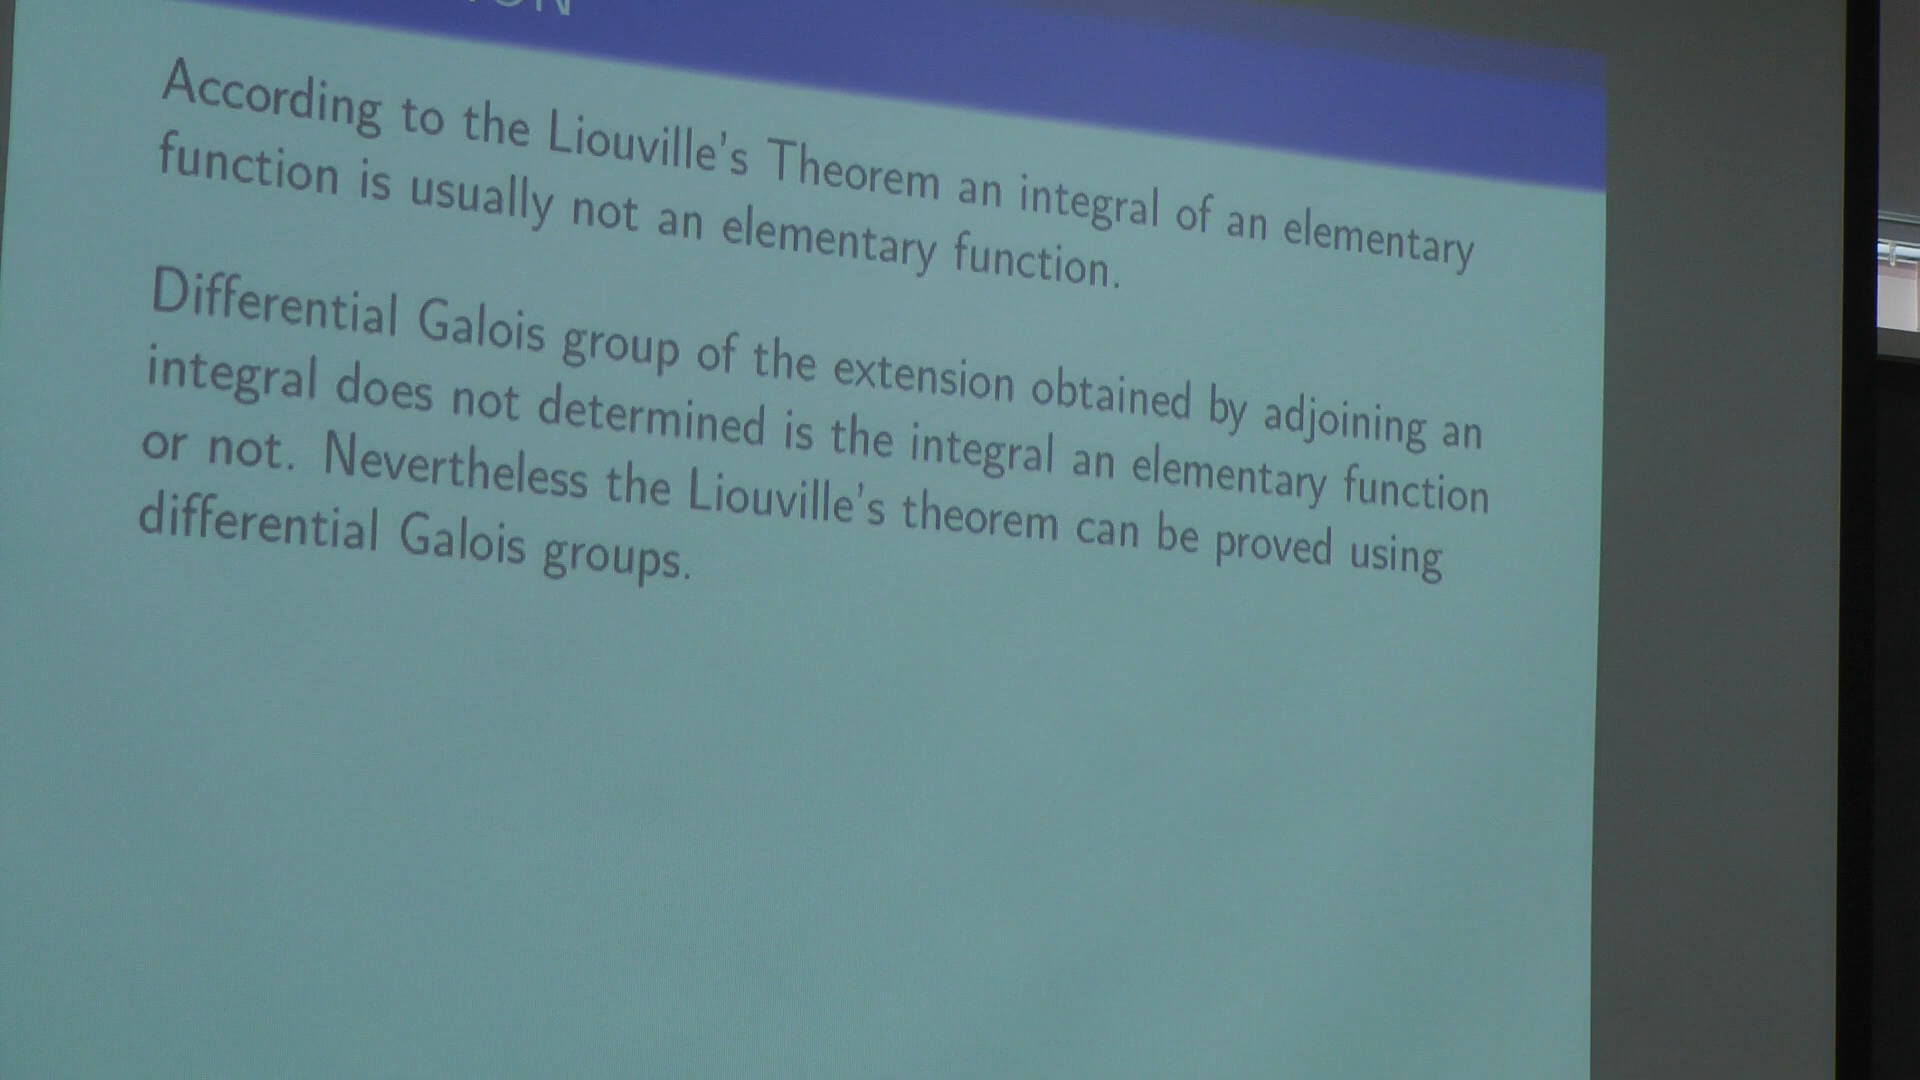 According to the Liouville's Theorem an integral of an elementary
function is usually not an elementary function.
Differential Galois group of the extension obtained by adjoining an
integral does not determined is the integral an elementary function
or not. Nevertheless the Liouville's theorem can be proved using
differential Galois groups.